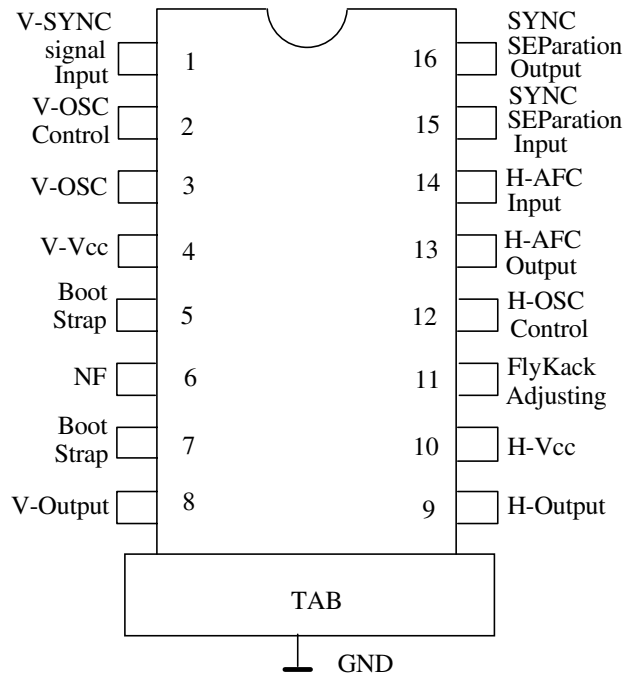 V-SYNC
signal
Input
1
V-OSC
Control
2
V-OSC
3
V-Vcc
4
Boot
Strap
5
NF
6
Boot
Strap
7
V-Output
8
SYNC
SEParation
Output
16
SYNC
SEParation
Input
15
H-AFC
Input
14
H-AFC
Output
13
H-OSC
Control
12
FlyKack
Adjusting
11
H-Vcc
10
H-Output
9
TAB
GND